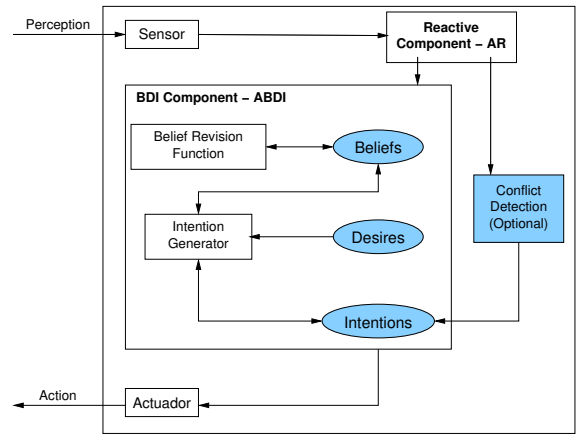 Perception
Sensor
Reactive
Component – AR
BDI Component – ABDI
Belief Revision
Function
Beliefs
Conflict
Detection
(Optional)
Intention
Generator
Desires
Intentions
Action
Actuador